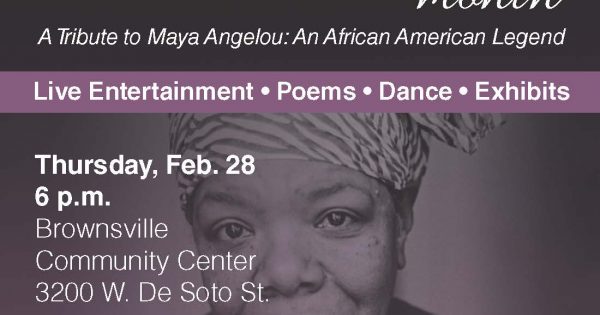 month
A Tribute to Maya Angelou: An African American Legend
Live Entertainment • Poems • Dance • Exhibits
Thursday, Feb. 28
6 p.m.
Brownsville
Community Center
3200 W. De Soto St.